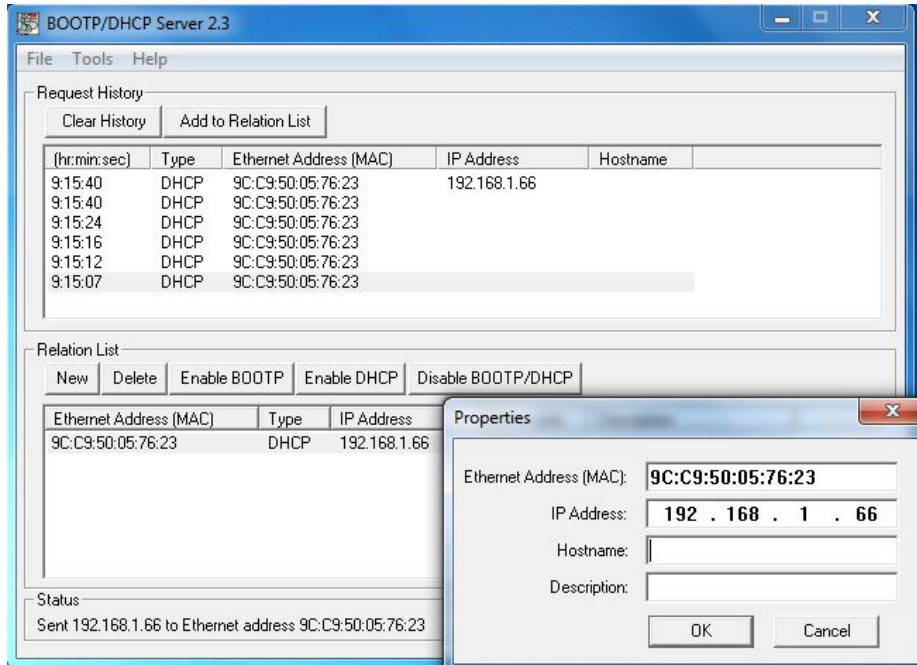 BOOTP/DHCP Server 2.3
File Tools Help
Request History
Clear History Add to Relation List
(hr:min:sec) Type Ethernet Address (MAC) IP Address Hostname
9:15:40 DHCP 9C:C9:50:05:76:23 192.168.1.66
9:15:40 DHCP 9C:C9:50:05:76:23
9:15:24 DHCP 9C:C9:50:05:76:23
9:15:16 DHCP 9C:C9:50:05:76:23
9:15:12 DHCP 9C:C9:50:05:76:23
9:15:07 DHCP 9C:C9:50:05:76:23
Relation List
New Delete Enable BOOTP Enable DHCP Disable BOOTP/DHCP
Ethernet Address (MAC) Type IP Address
9C:C9:50:05:76:23 DHCP 192.168.1.66
Properties
Ethernet Address (MAC): 9C:C9:50:05:76:23
IP Address: 192 . 168 . 1 . 66
Hostname:
Description:
OK Cancel
Status
Sent 192.168.1.66 to Ethernet address 9C:C9:50:05:76:23